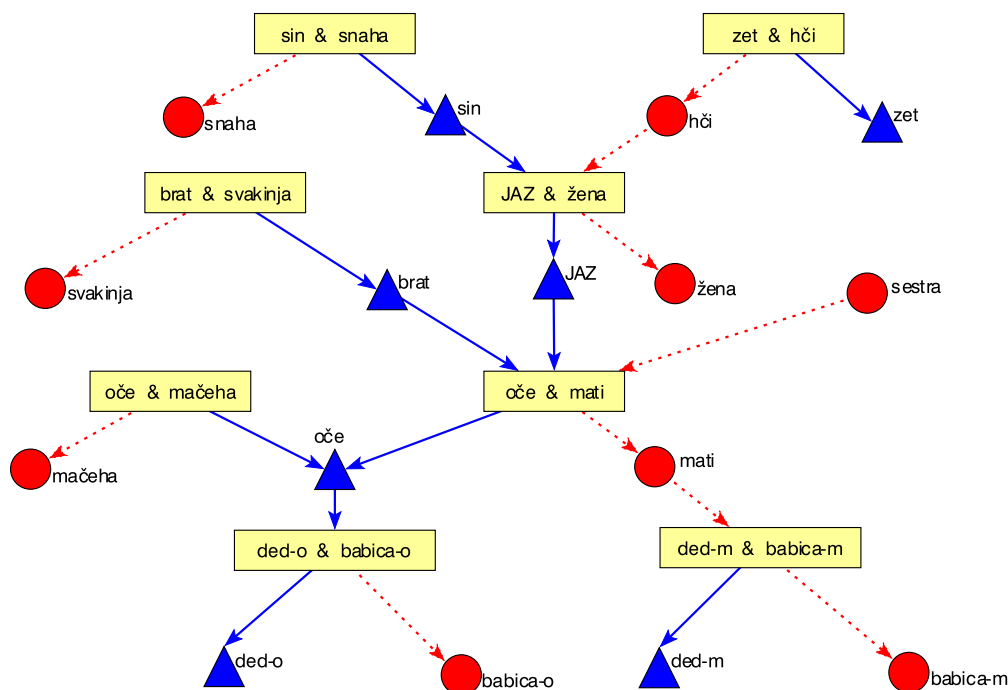 sin & snaha
zet & hči
snaha
sin
hči
zet
brat & svakinja
JAZ & žena
svakinja
brat
JAZ
žena
sestra
oče & mačeha
oče & mati
mačeha
oče
mati
ded-o & babica-o
ded-m & babica-m
ded-o
babica-o
ded-m
babica-m